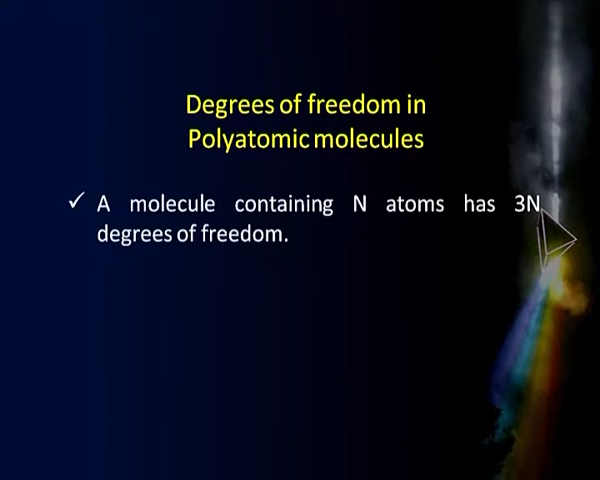 Degrees of freedom in
Polyatomic molecules
✓ A molecule containing N atoms has 3N
degrees of freedom.